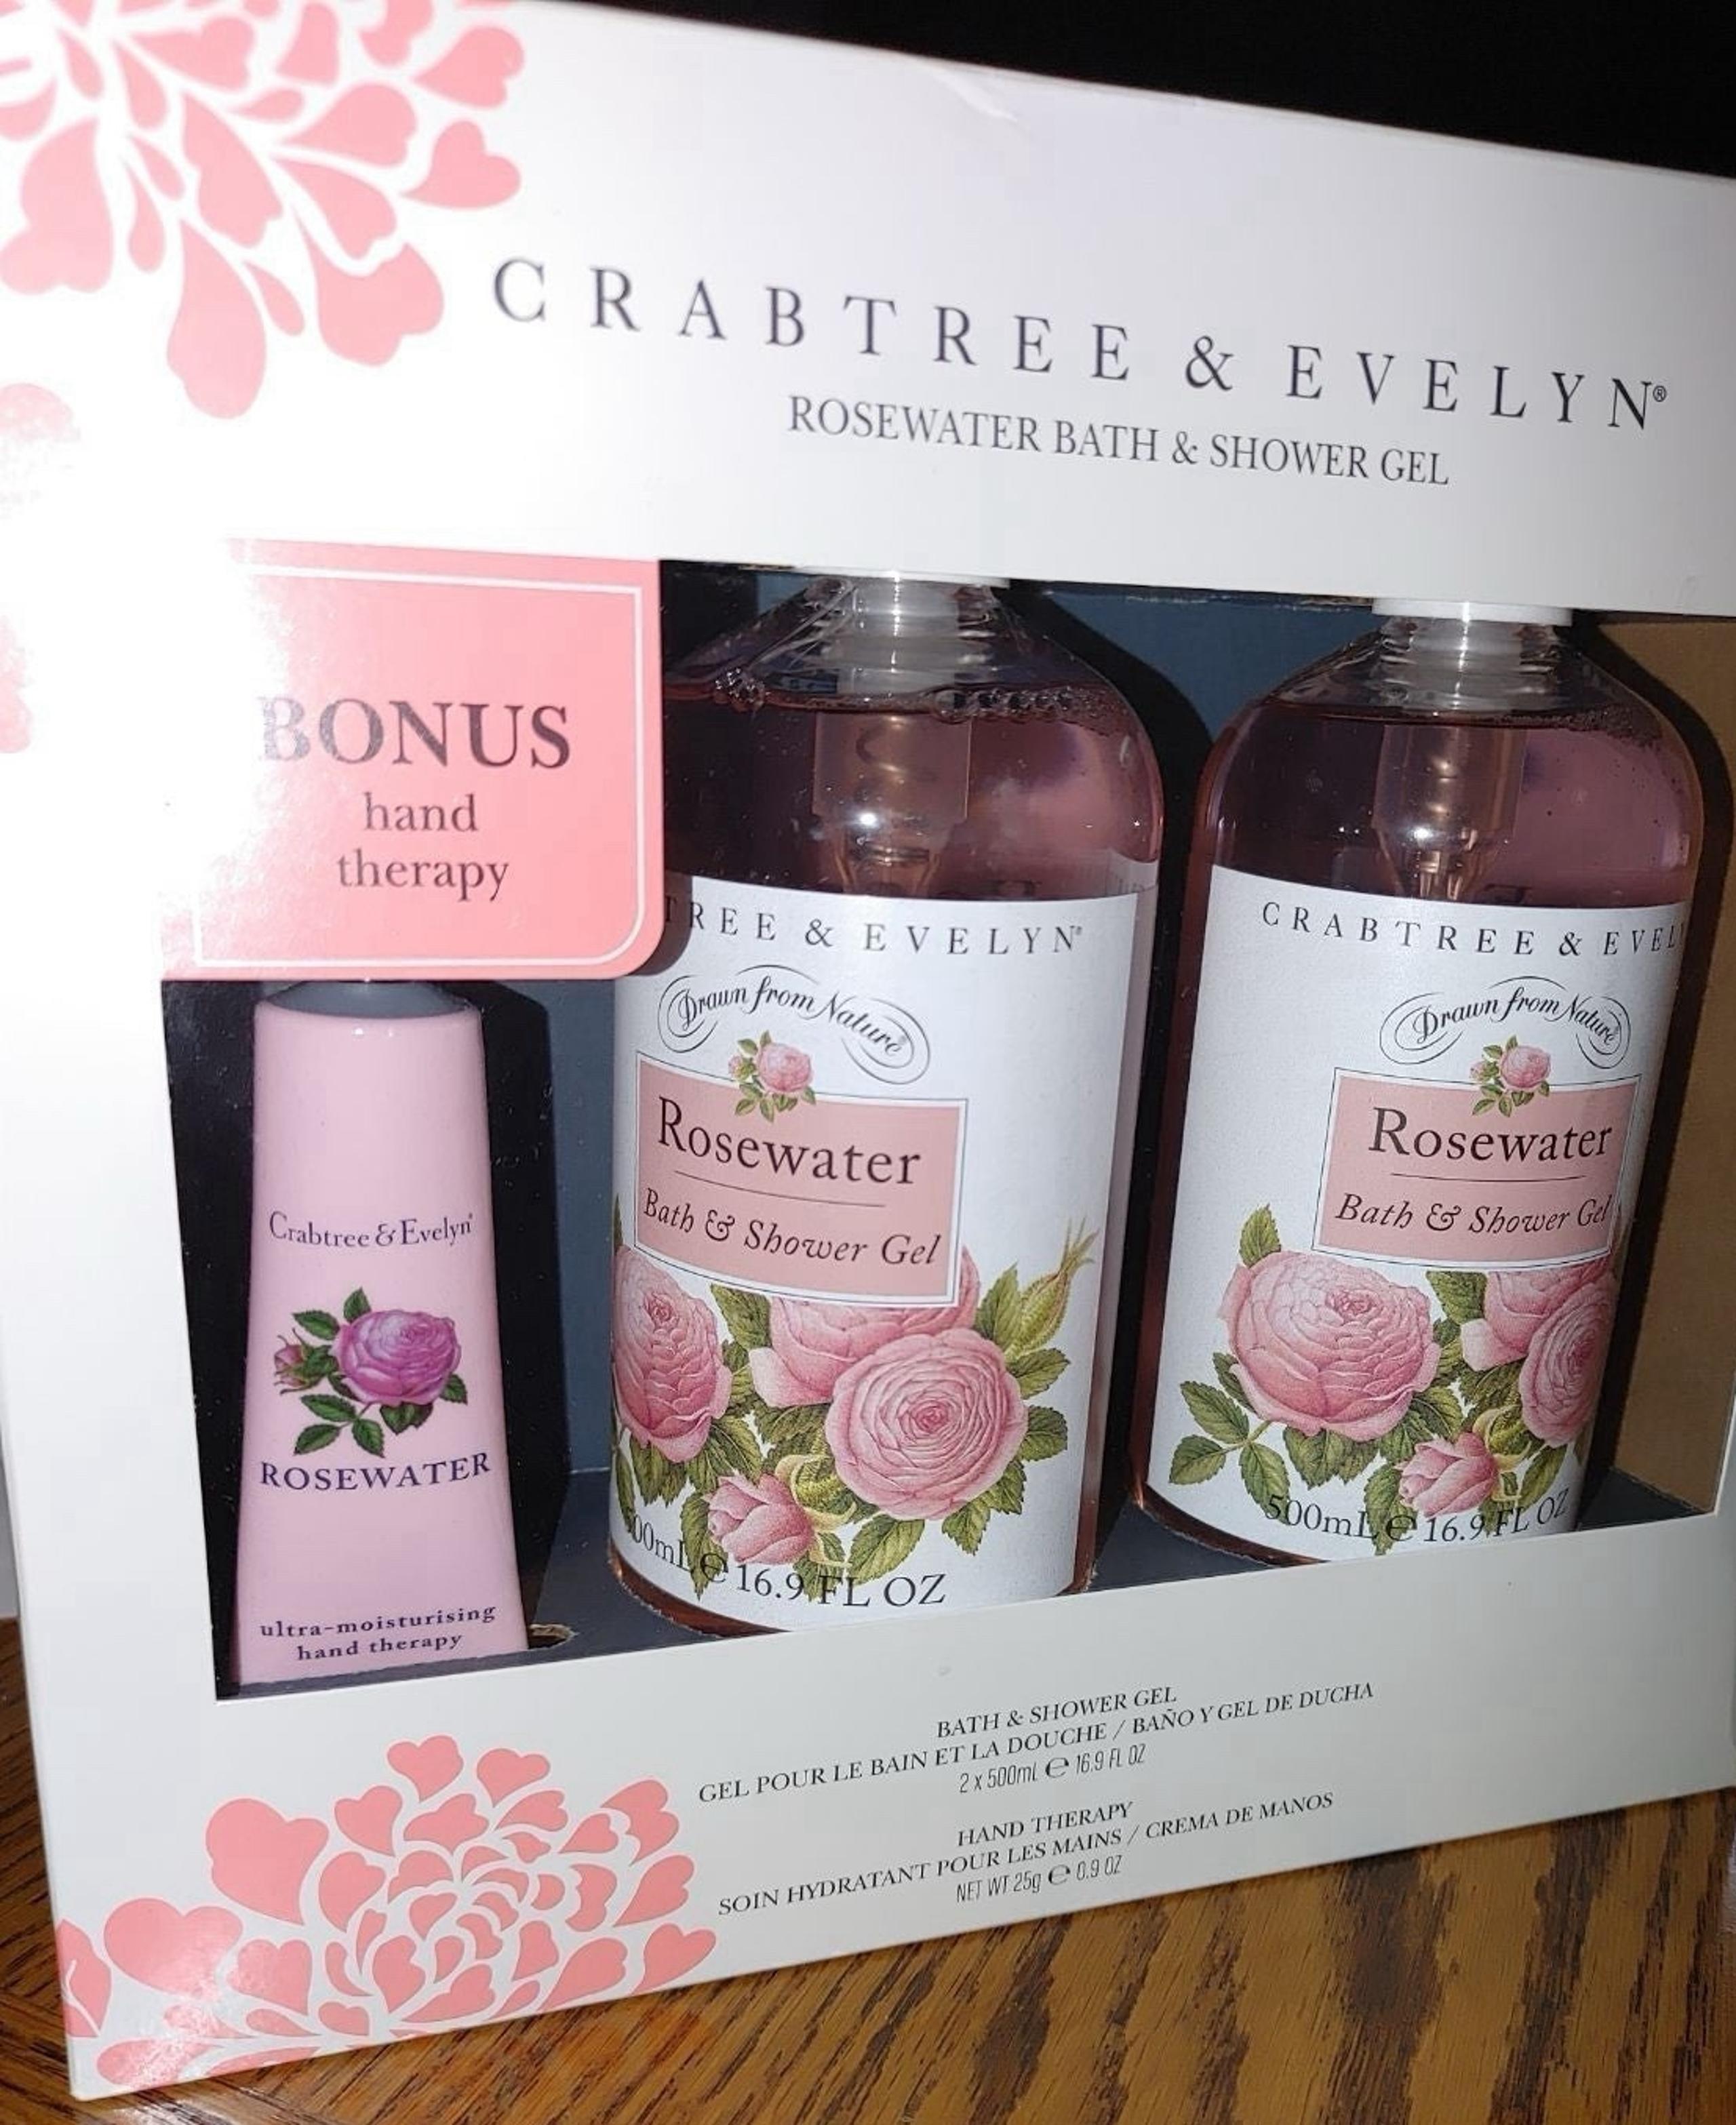 CRABTREE & EVELYN®
ROSEWATER BATH & SHOWER GEL
BONUS
hand
therapy
Crabtree & Evelyn®
ROSEWATER
ultra-moisturising
hand therapy
TREE & EVELYN®
Drawn from Nature®
Rosewater
Bath & Shower Gel
500mL ℮ 16.9 FL OZ
CRABTREE & EVEL
Drawn from Nature®
Rosewater
Bath & Shower Gel
500mL ℮ 16.9 FL OZ
BATH & SHOWER GEL
GEL POUR LE BAIN ET LA DOUCHE / BAÑO Y GEL DE DUCHA
2 x 500mL ℮ 16.9 FL OZ
HAND THERAPY
SOIN HYDRATANT POUR LES MAINS / CREMA DE MANOS
NET WT 25g ℮ 0.9 OZ